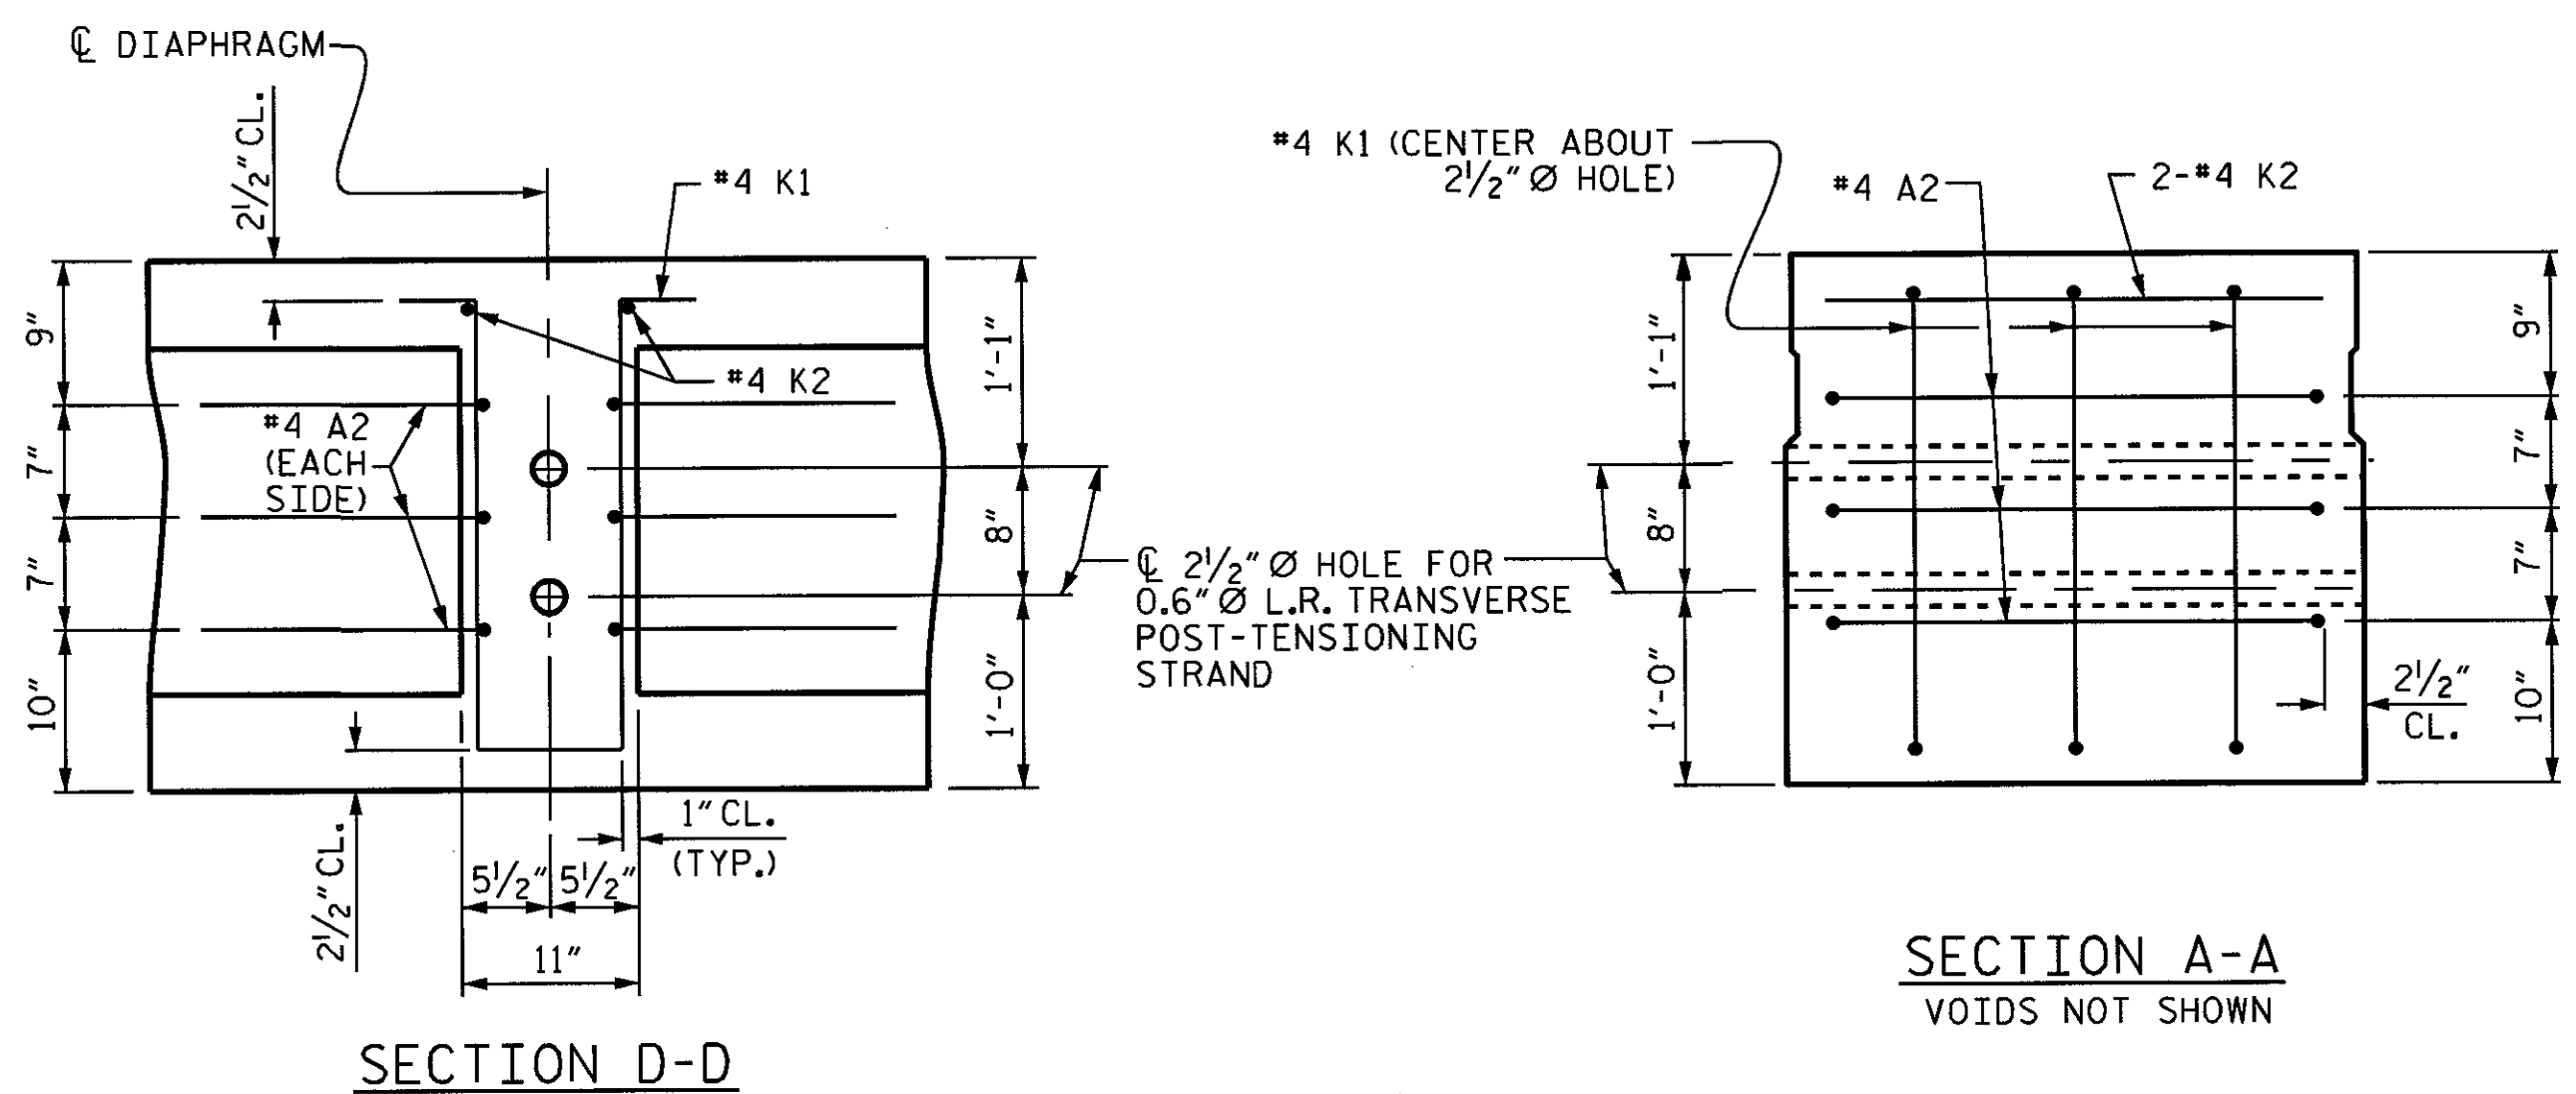 ℄ DIAPHRAGM
2½" CL.
#4 K1
9"
1'-1"
#4 K2
#4 A2
(EACH
SIDE)
7"
8"
7"
10"
1'-0"
2½" CL.
1" CL.
(TYP.)
5½" 5½"
11"
SECTION D-D
℄ 2½" Ø HOLE FOR
0.6" Ø L.R. TRANSVERSE
POST-TENSIONING
STRAND
#4 K1 (CENTER ABOUT
2½" Ø HOLE)
#4 A2
2-#4 K2
1'-1"
9"
7"
8"
7"
1'-0"
10"
2½"
CL.
SECTION A-A
VOIDS NOT SHOWN